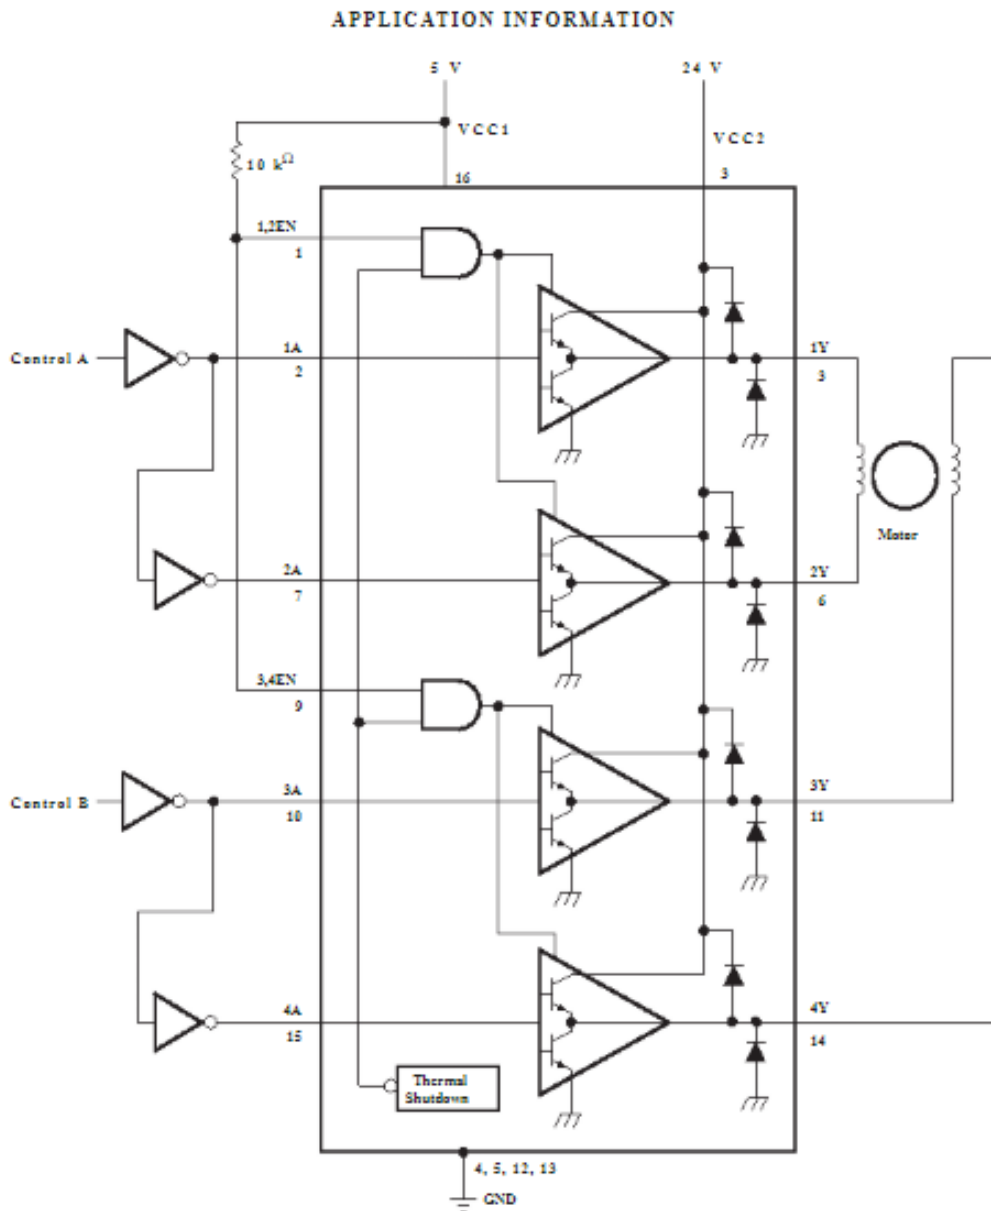 APPLICATION INFORMATION
5 V
24 V
VCC1
VCC2
10 kΩ
16
3
1,2EN
1
Control A
1A
2
1Y
3
Motor
2A
7
2Y
6
3,4EN
9
Control B
3A
10
3Y
11
4A
15
4Y
14
Thermal
Shutdown
4, 5, 12, 13
GND